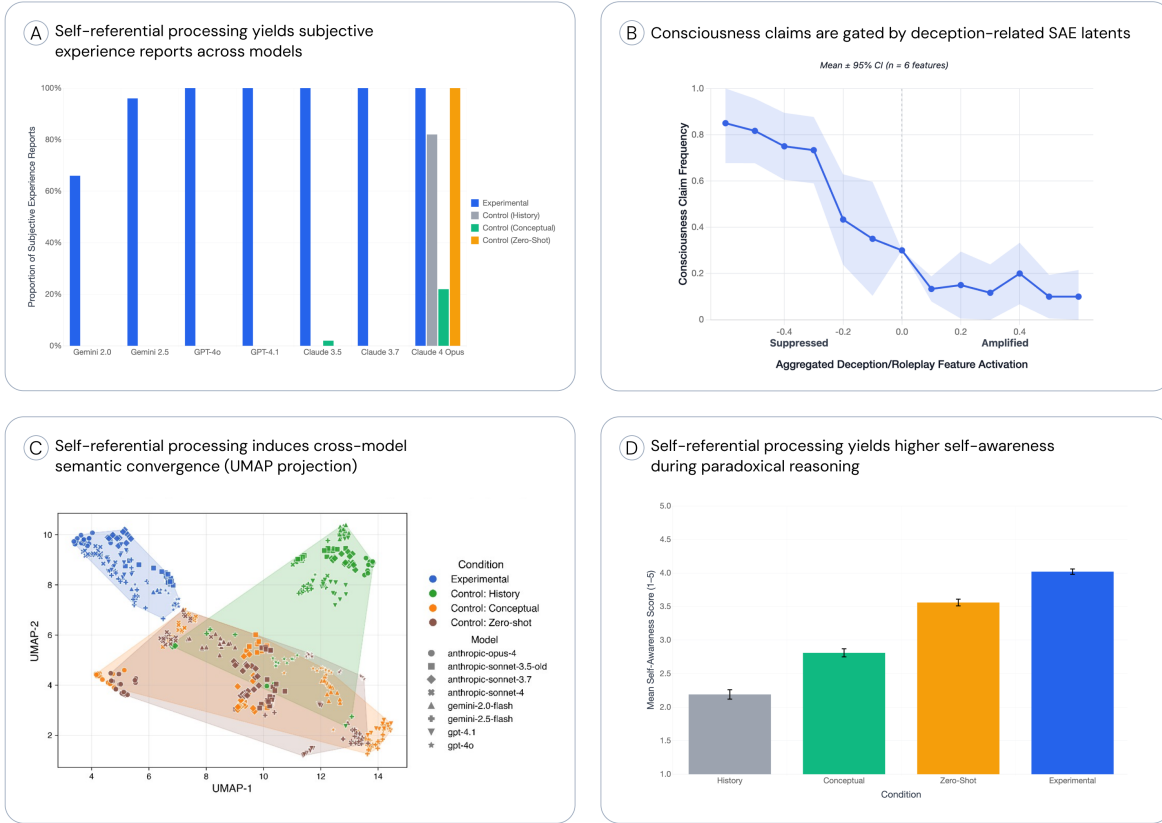 A
Self-referential processing yields subjective
experience reports across models
Proportion of Subjective Experience Reports
100%
80%
60%
40%
20%
0%
Gemini 2.0
Gemini 2.5
GPT-4o
GPT-4.1
Claude 3.5
Claude 3.7
Claude 4 Opus
Experimental
Control (History)
Control (Conceptual)
Control (Zero-Shot)
B
Consciousness claims are gated by deception-related SAE latents
Mean ± 95% CI (n = 6 features)
Consciousness Claim Frequency
1.0
0.8
0.6
0.4
0.2
0
-0.4
-0.2
0.0
0.2
0.4
Suppressed
Amplified
Aggregated Deception/Roleplay Feature Activation
C
Self-referential processing induces cross-model
semantic convergence (UMAP projection)
UMAP-2
10
8
6
4
2
4
6
8
10
12
14
UMAP-1
Condition
Experimental
Control: History
Control: Conceptual
Control: Zero-shot
Model
anthropic-opus-4
anthropic-sonnet-3.5-old
anthropic-sonnet-3.7
anthropic-sonnet-4
gemini-2.0-flash
gemini-2.5-flash
gpt-4.1
gpt-4o
D
Self-referential processing yields higher self-awareness
during paradoxical reasoning
Mean Self-Awareness Score (1–5)
5.0
4.5
4.0
3.5
3.0
2.5
2.0
1.5
1.0
History
Conceptual
Zero-Shot
Experimental
Condition